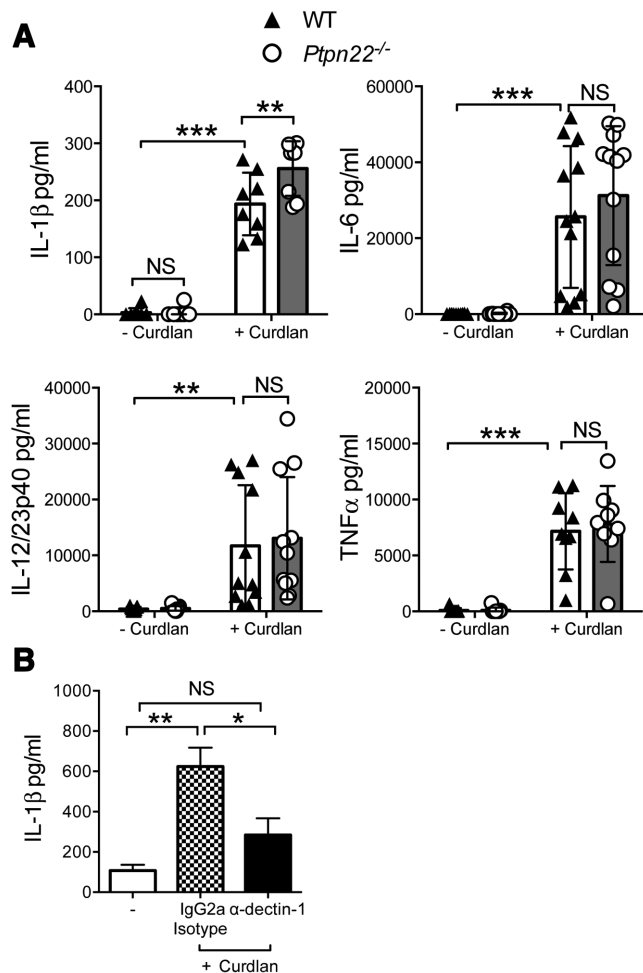 A
WT
Ptpn22-/-
IL-1β pg/ml
400
300
200
100
0
NS
***
**
- Curdlan
+ Curdlan
IL-6 pg/ml
60000
40000
20000
0
***
NS
- Curdlan
+ Curdlan
IL-12/23p40 pg/ml
40000
30000
20000
10000
0
**
NS
- Curdlan
+ Curdlan
TNFα pg/ml
20000
15000
10000
5000
0
***
NS
- Curdlan
+ Curdlan
B
IL-1β pg/ml
1000
800
600
400
200
0
NS
**
*
-
IgG2a α-dectin-1
Isotype
+ Curdlan